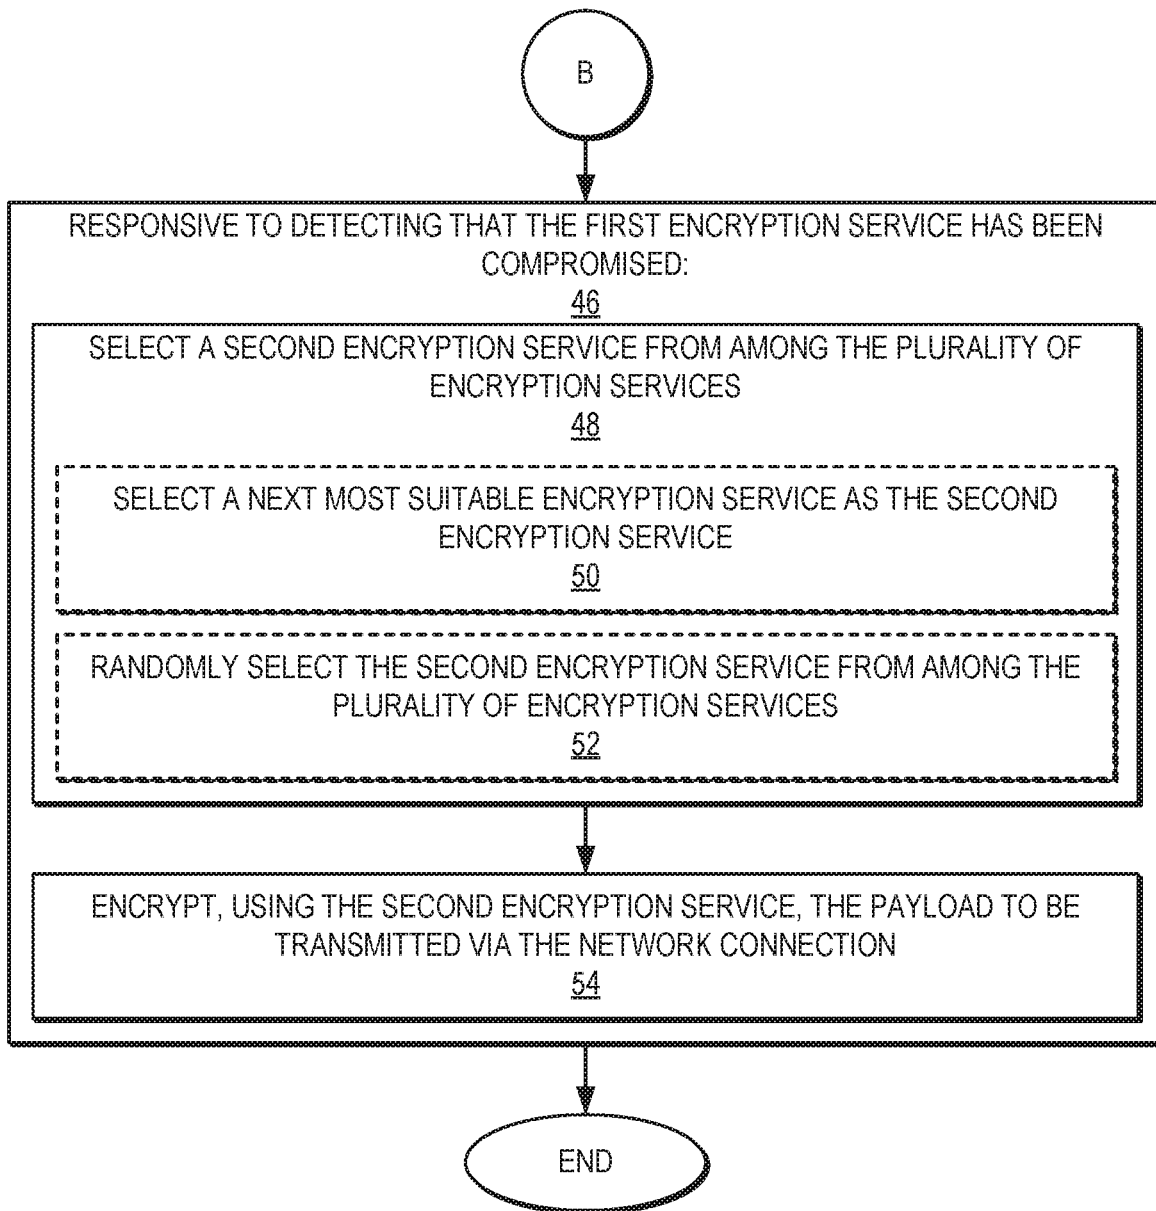 B
RESPONSIVE TO DETECTING THAT THE FIRST ENCRYPTION SERVICE HAS BEEN
COMPROMISED:
46
SELECT A SECOND ENCRYPTION SERVICE FROM AMONG THE PLURALITY OF
ENCRYPTION SERVICES
48
SELECT A NEXT MOST SUITABLE ENCRYPTION SERVICE AS THE SECOND
ENCRYPTION SERVICE
50
RANDOMLY SELECT THE SECOND ENCRYPTION SERVICE FROM AMONG THE
PLURALITY OF ENCRYPTION SERVICES
52
ENCRYPT, USING THE SECOND ENCRYPTION SERVICE, THE PAYLOAD TO BE
TRANSMITTED VIA THE NETWORK CONNECTION
54
END